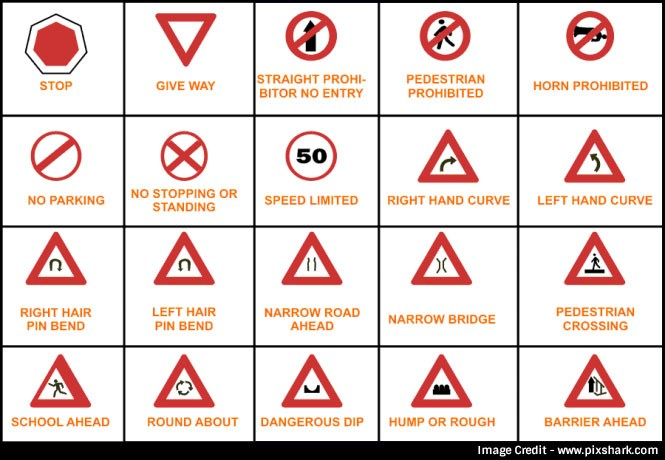 STOP
GIVE WAY
STRAIGHT PROHI-
BITOR NO ENTRY
PEDESTRIAN
PROHIBITED
HORN PROHIBITED
NO PARKING
NO STOPPING OR
STANDING
50
SPEED LIMITED
RIGHT HAND CURVE
LEFT HAND CURVE
RIGHT HAIR
PIN BEND
LEFT HAIR
PIN BEND
NARROW ROAD
AHEAD
NARROW BRIDGE
PEDESTRIAN
CROSSING
SCHOOL AHEAD
ROUND ABOUT
DANGEROUS DIP
HUMP OR ROUGH
BARRIER AHEAD
Image Credit - www.pixshark.com